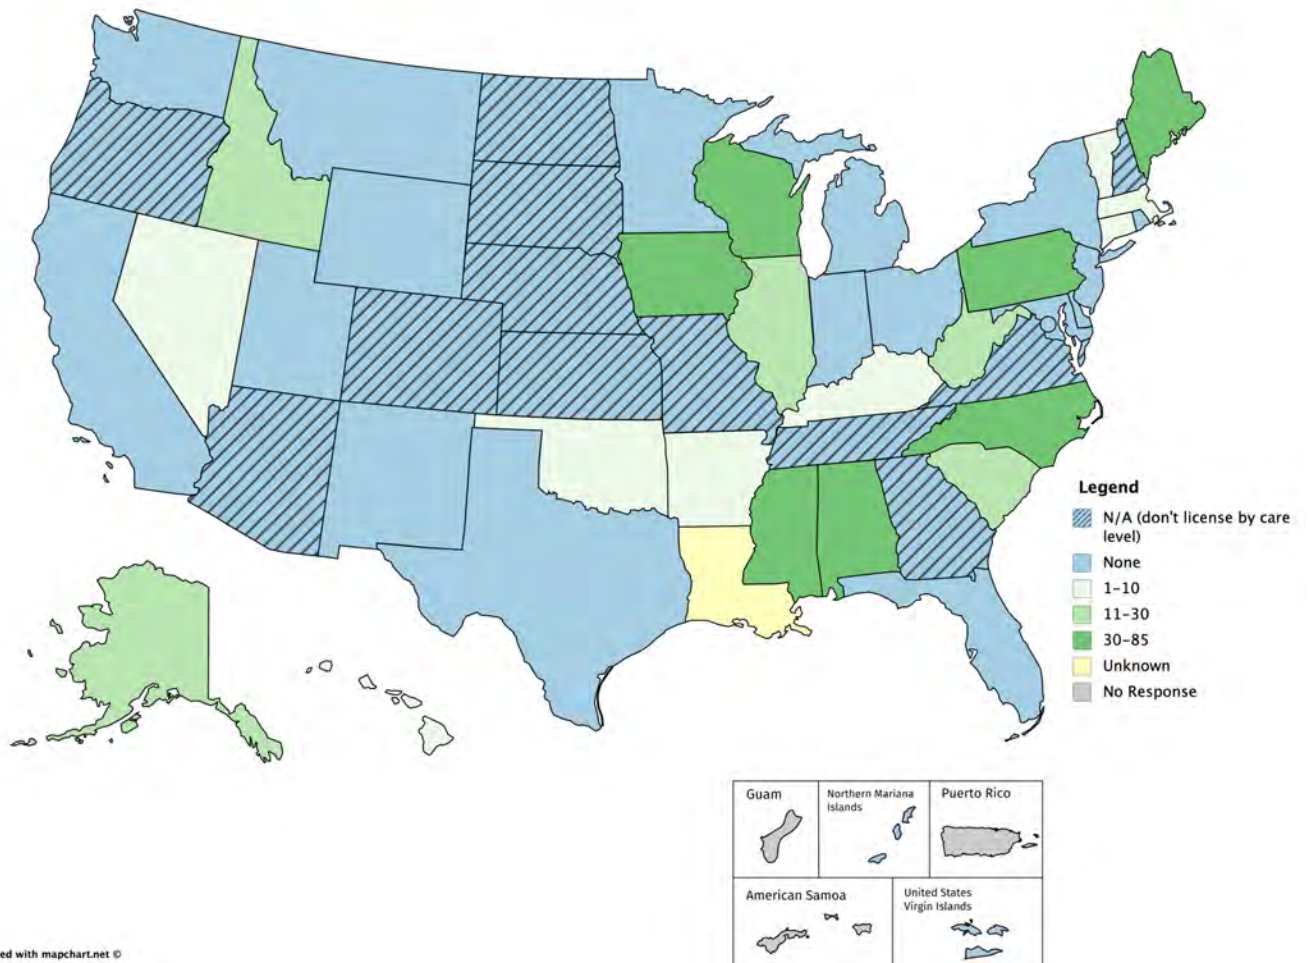 Legend
N/A (don't license by care
level)
None
1–10
11–30
30–85
Unknown
No Response
Guam
Northern Mariana
Islands
Puerto Rico
American Samoa
United States
Virgin Islands
ed with mapchart.net ©